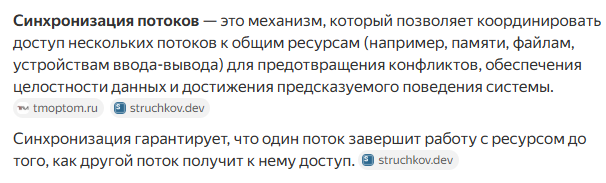 Синхронизация потоков — это механизм, который позволяет координировать
доступ нескольких потоков к общим ресурсам (например, памяти, файлам,
устройствам ввода-вывода) для предотвращения конфликтов, обеспечения
целостности данных и достижения предсказуемого поведения системы.
tmoptom.ru struchkov.dev
Синхронизация гарантирует, что один поток завершит работу с ресурсом до
того, как другой поток получит к нему доступ. struchkov.dev